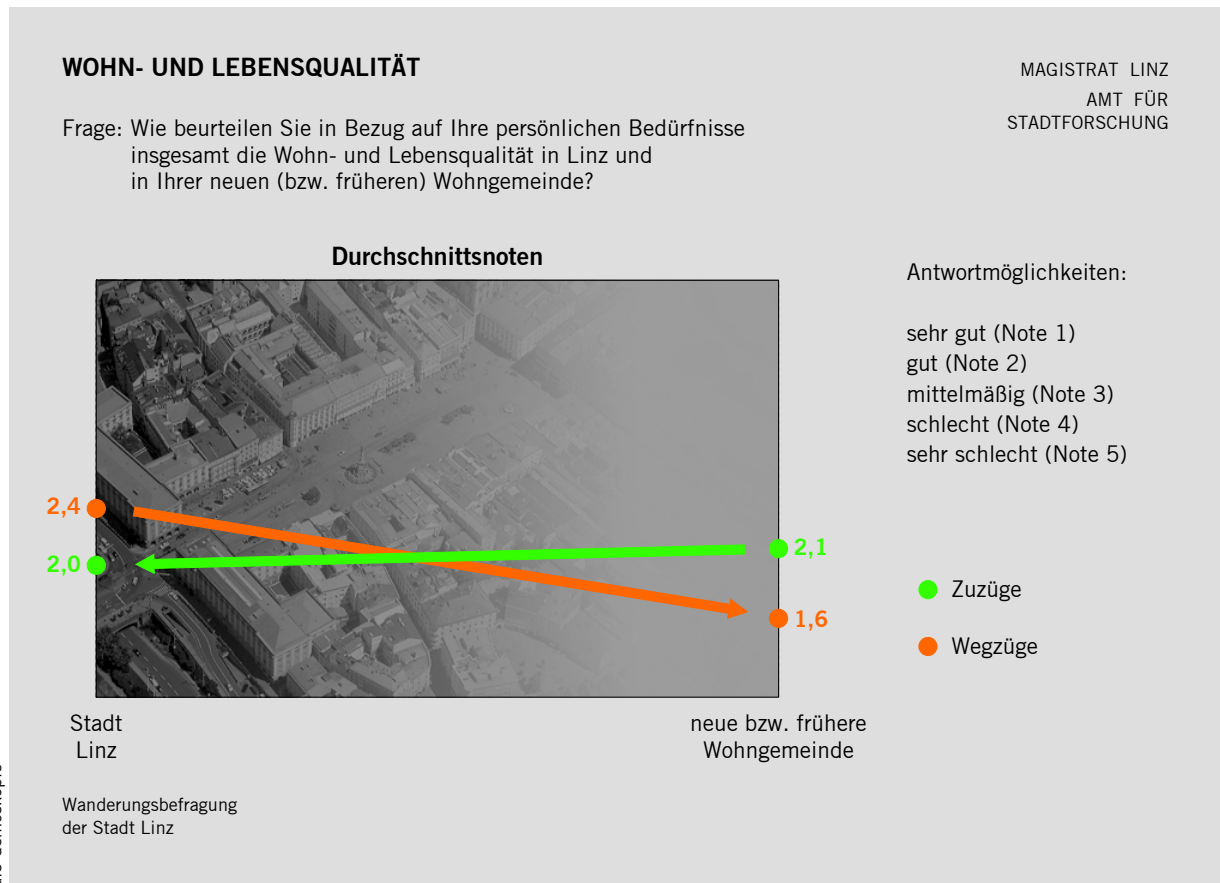 WOHN- UND LEBENSQUALITÄT
MAGISTRAT LINZ
AMT FÜR
STADTFORSCHUNG
Frage: Wie beurteilen Sie in Bezug auf Ihre persönlichen Bedürfnisse
insgesamt die Wohn- und Lebensqualität in Linz und
in Ihrer neuen (bzw. früheren) Wohngemeinde?
Durchschnittsnoten
Antwortmöglichkeiten:
sehr gut (Note 1)
gut (Note 2)
mittelmäßig (Note 3)
schlecht (Note 4)
sehr schlecht (Note 5)
2,4
2,0
2,1
1,6
Zuzüge
Wegzüge
Stadt
Linz
neue bzw. frühere
Wohngemeinde
Wanderungsbefragung
der Stadt Linz